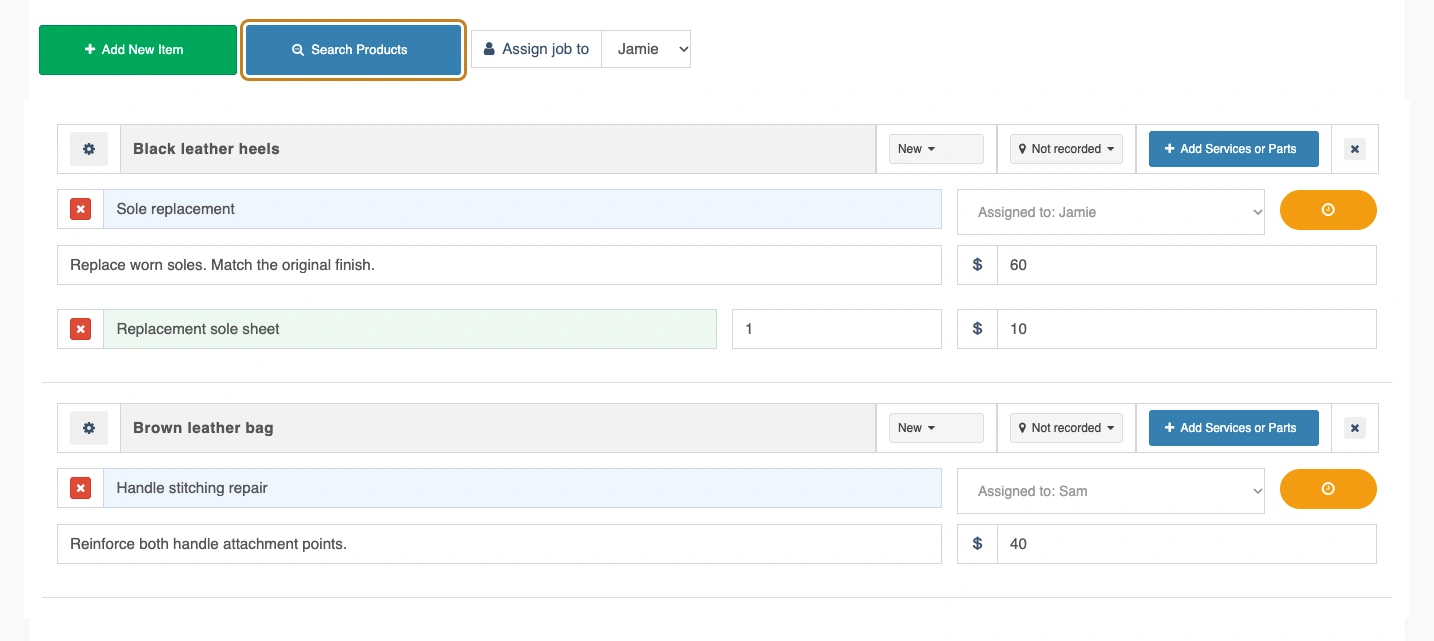 Add New Item
Search Products
Assign job to
Jamie
Black leather heels
New
Not recorded
Add Services or Parts
Sole replacement
Assigned to: Jamie
Replace worn soles. Match the original finish.
$
60
Replacement sole sheet
1
$
10
Brown leather bag
New
Not recorded
Add Services or Parts
Handle stitching repair
Assigned to: Sam
Reinforce both handle attachment points.
$
40